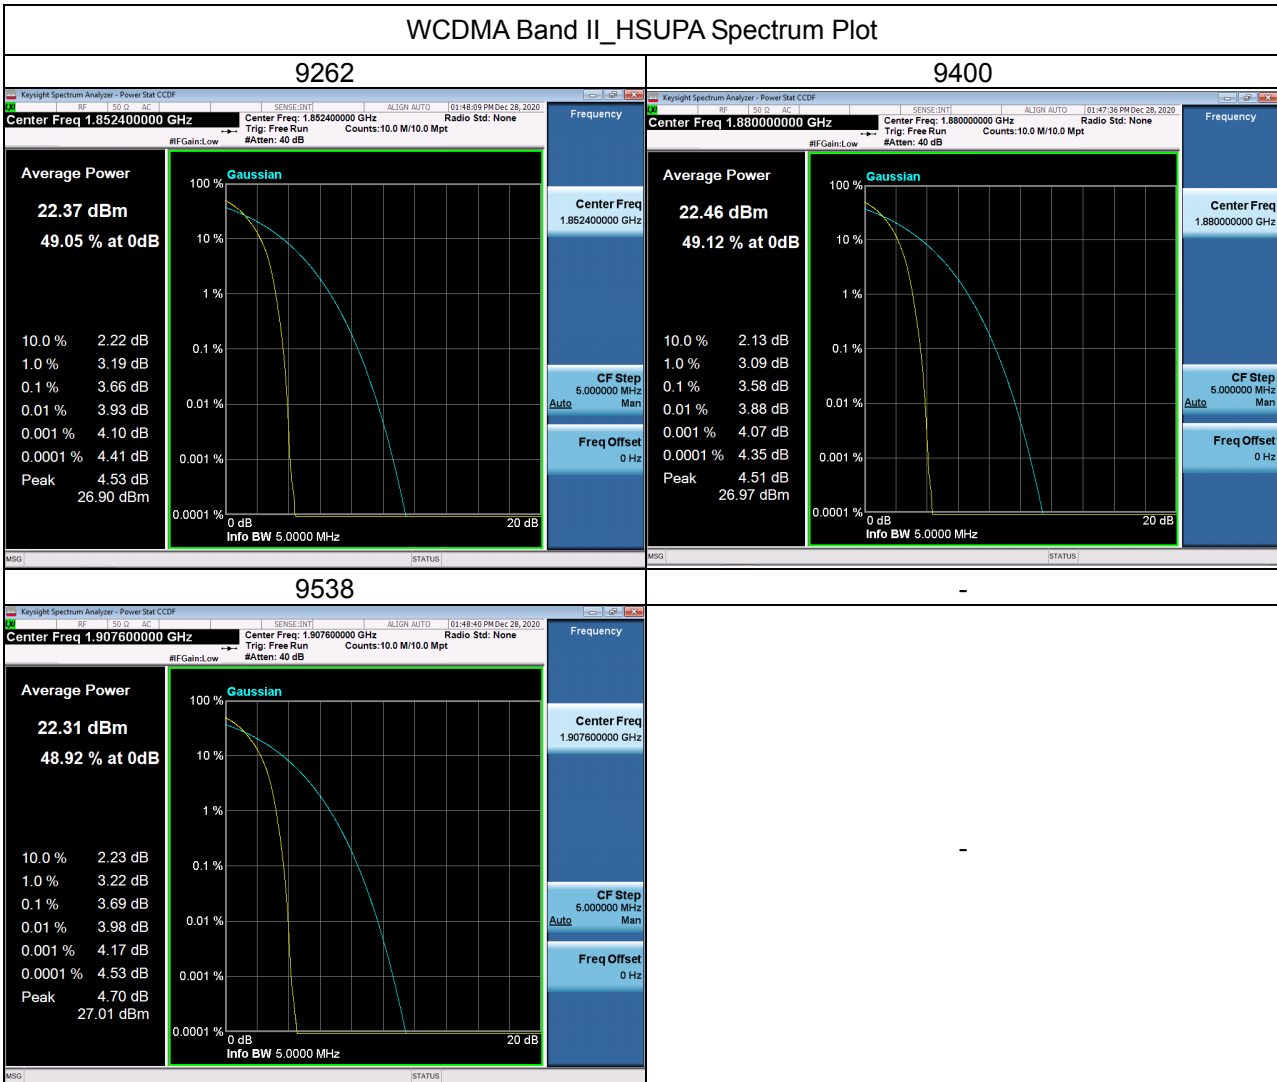 WCDMA Band II_HSUPA Spectrum Plot
9262
Keysight Spectrum Analyzer - Power Stat CCDF
RF 50 Ω AC SENSE:INT ALIGN AUTO 01:48:09 PM Dec 28, 2020
Center Freq 1.852400000 GHz
Center Freq: 1.852400000 GHz Radio Std: None
Trig: Free Run Counts:10.0 M/10.0 Mpt
#IFGain:Low #Atten: 40 dB
Frequency
Average Power
22.37 dBm
49.05 % at 0dB
10.0 % 2.22 dB
1.0 % 3.19 dB
0.1 % 3.66 dB
0.01 % 3.93 dB
0.001 % 4.10 dB
0.0001 % 4.41 dB
Peak 4.53 dB
26.90 dBm
Gaussian
100 %
10 %
1 %
0.1 %
0.01 %
0.001 %
0.0001 %
0 dB 20 dB
Info BW 5.0000 MHz
Center Freq
1.852400000 GHz
CF Step
5.000000 MHz
Auto Man
Freq Offset
0 Hz
MSG STATUS
9400
Keysight Spectrum Analyzer - Power Stat CCDF
RF 50 Ω AC SENSE:INT ALIGN AUTO 01:47:36 PM Dec 28, 2020
Center Freq 1.880000000 GHz
Center Freq: 1.880000000 GHz Radio Std: None
Trig: Free Run Counts:10.0 M/10.0 Mpt
#IFGain:Low #Atten: 40 dB
Frequency
Average Power
22.46 dBm
49.12 % at 0dB
10.0 % 2.13 dB
1.0 % 3.09 dB
0.1 % 3.58 dB
0.01 % 3.88 dB
0.001 % 4.07 dB
0.0001 % 4.35 dB
Peak 4.51 dB
26.97 dBm
Gaussian
100 %
10 %
1 %
0.1 %
0.01 %
0.001 %
0.0001 %
0 dB 20 dB
Info BW 5.0000 MHz
Center Freq
1.880000000 GHz
CF Step
5.000000 MHz
Auto Man
Freq Offset
0 Hz
MSG STATUS
9538
Keysight Spectrum Analyzer - Power Stat CCDF
RF 50 Ω AC SENSE:INT ALIGN AUTO 01:48:40 PM Dec 28, 2020
Center Freq 1.907600000 GHz
Center Freq: 1.907600000 GHz Radio Std: None
Trig: Free Run Counts:10.0 M/10.0 Mpt
#IFGain:Low #Atten: 40 dB
Frequency
Average Power
22.31 dBm
48.92 % at 0dB
10.0 % 2.23 dB
1.0 % 3.22 dB
0.1 % 3.69 dB
0.01 % 3.98 dB
0.001 % 4.17 dB
0.0001 % 4.53 dB
Peak 4.70 dB
27.01 dBm
Gaussian
100 %
10 %
1 %
0.1 %
0.01 %
0.001 %
0.0001 %
0 dB 20 dB
Info BW 5.0000 MHz
Center Freq
1.907600000 GHz
CF Step
5.000000 MHz
Auto Man
Freq Offset
0 Hz
MSG STATUS
-
-